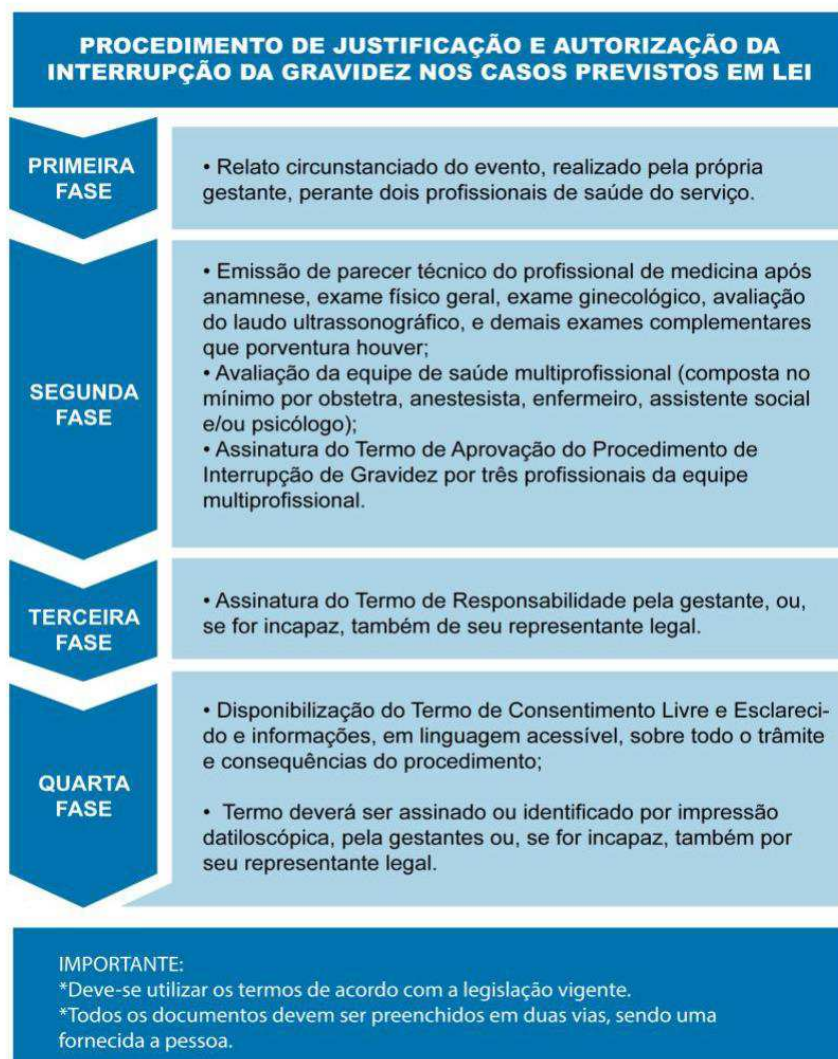 PROCEDIMENTO DE JUSTIFICAÇÃO E AUTORIZAÇÃO DA
INTERRUPÇÃO DA GRAVIDEZ NOS CASOS PREVISTOS EM LEI
PRIMEIRA
FASE
• Relato circunstanciado do evento, realizado pela própria
gestante, perante dois profissionais de saúde do serviço.
SEGUNDA
FASE
• Emissão de parecer técnico do profissional de medicina após
anamnese, exame físico geral, exame ginecológico, avaliação
do laudo ultrassonográfico, e demais exames complementares
que porventura houver;
• Avaliação da equipe de saúde multiprofissional (composta no
mínimo por obstetra, anestesista, enfermeiro, assistente social
e/ou psicólogo);
• Assinatura do Termo de Aprovação do Procedimento de
Interrupção de Gravidez por três profissionais da equipe
multiprofissional.
TERCEIRA
FASE
• Assinatura do Termo de Responsabilidade pela gestante, ou,
se for incapaz, também de seu representante legal.
QUARTA
FASE
• Disponibilização do Termo de Consentimento Livre e Esclareci-
do e informações, em linguagem acessível, sobre todo o trâmite
e consequências do procedimento;
• Termo deverá ser assinado ou identificado por impressão
datiloscópica, pela gestantes ou, se for incapaz, também por
seu representante legal.
IMPORTANTE:
*Deve-se utilizar os termos de acordo com a legislação vigente.
*Todos os documentos devem ser preenchidos em duas vias, sendo uma
fornecida a pessoa.